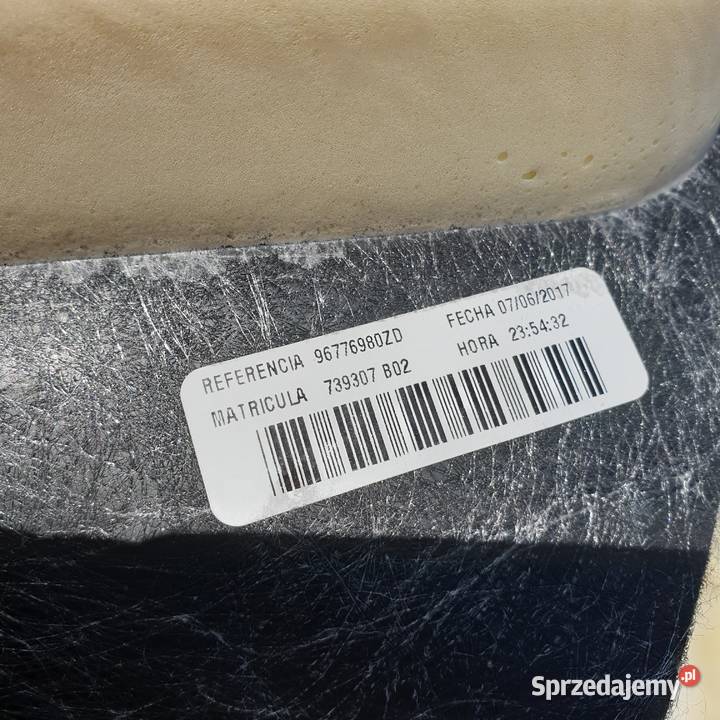 REFERENCIA 96776980ZD FECHA 07/06/2017
MATRICULA 739307 B02 HORA 23:54:32
Sprzedajemy.pl